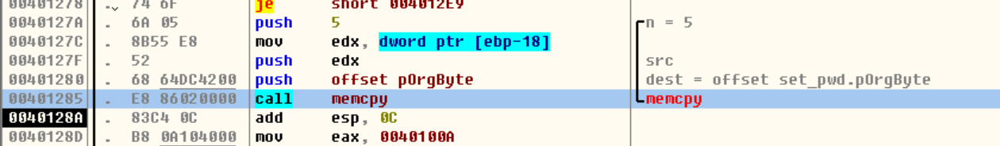 00401278 .⌄ 74 6F je short 004012E9
0040127A . 6A 05 push 5 n = 5
0040127C . 8B55 E8 mov edx, dword ptr [ebp-18]
0040127F . 52 push edx src
00401280 . 68 64DC4200 push offset pOrgByte dest = offset set_pwd.pOrgByte
00401285 . E8 86020000 call memcpy memcpy
0040128A . 83C4 0C add esp, 0C
0040128D . B8 0A104000 mov eax, 0040100A